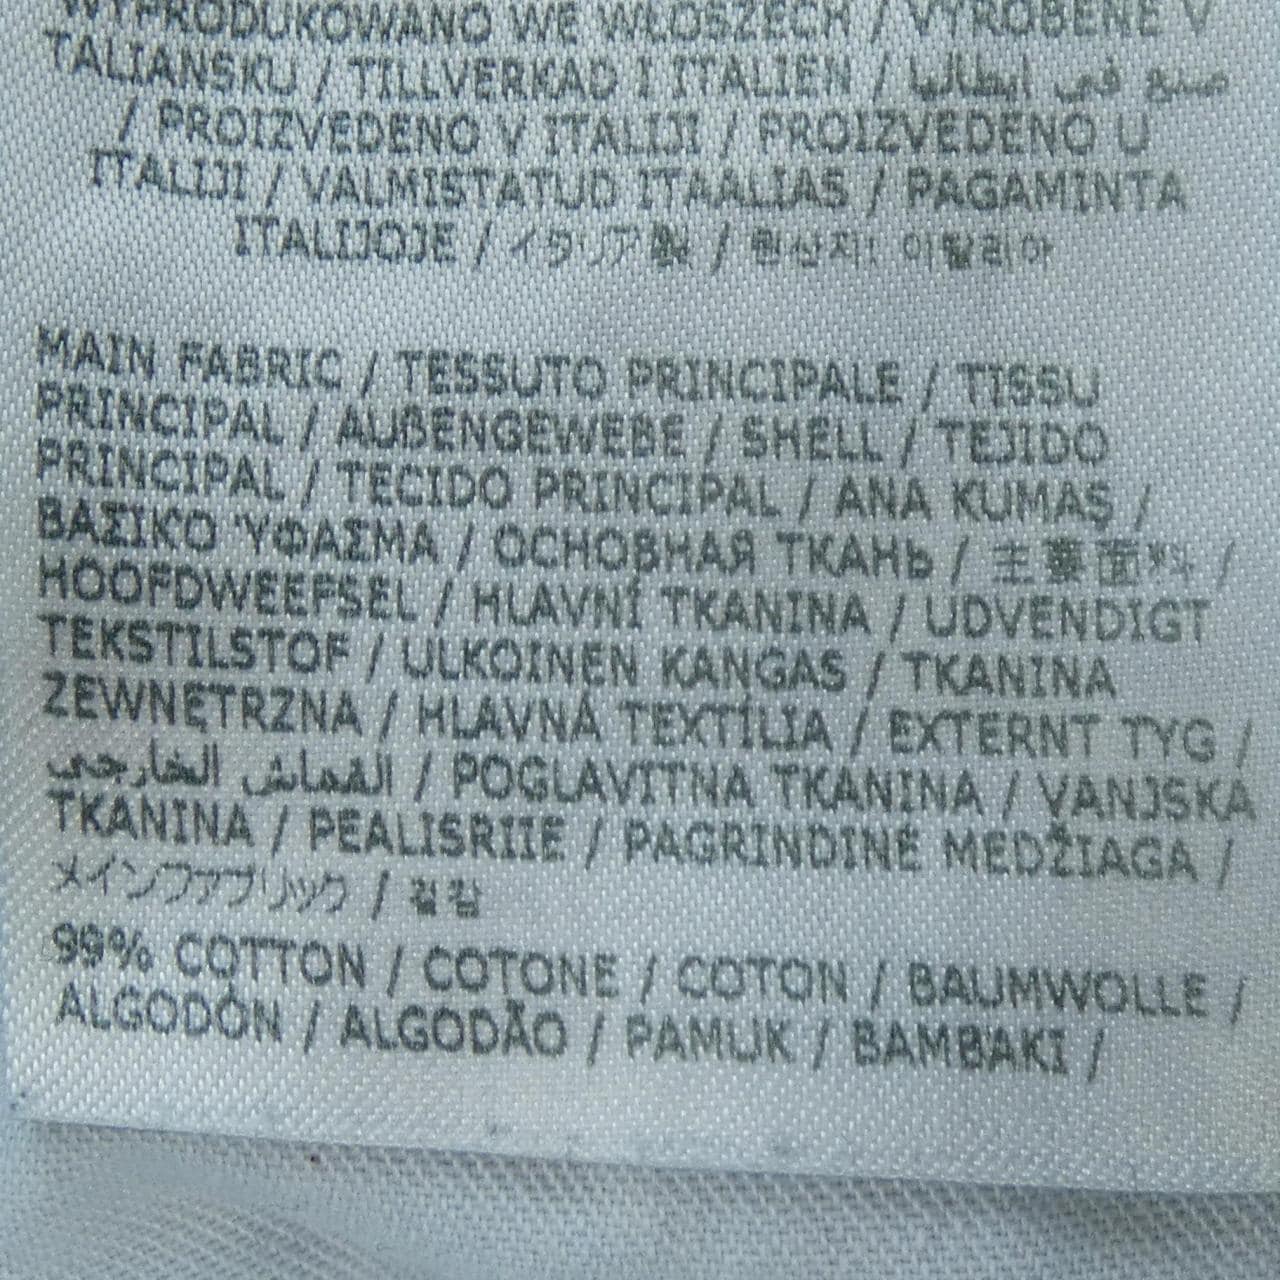 WYPRODUKOWANO WE WŁOSZECH / VYROBENÉ V
TALIANSKU / TILLVERKAD I ITALIEN / صنع في ايطاليا
/ PROIZVEDENO V ITALIJI / PROIZVEDENO U
ITALIJI / VALMISTATUD ITAALIAS / PAGAMINTA
ITALIJOJE / イタリア製 / 원산지: 이탈리아
MAIN FABRIC / TESSUTO PRINCIPALE / TISSU
PRINCIPAL / AUßENGEWEBE / SHELL / TEJIDO
PRINCIPAL / TECIDO PRINCIPAL / ANA KUMAŞ /
ΒΑΣΙΚΟ ΎΦΑΣΜΑ / ОСНОВНАЯ ТКАНЬ / 主要面料 /
HOOFDWEEFSEL / HLAVNÍ TKANINA / UDVENDIGT
TEKSTILSTOF / ULKOINEN KANGAS / TKANINA
ZEWNĘTRZNA / HLAVNÁ TEXTÍLIA / EXTERNT TYG /
القماش الخارجي / POGLAVITNA TKANINA / VANJSKA
TKANINA / PEALISRIIE / PAGRINDINĖ MEDŽIAGA /
メインファブリック / 겉감
99% COTTON / COTONE / COTON / BAUMWOLLE /
ALGODÓN / ALGODÃO / PAMUK / ΒΑΜΒΆΚΙ /